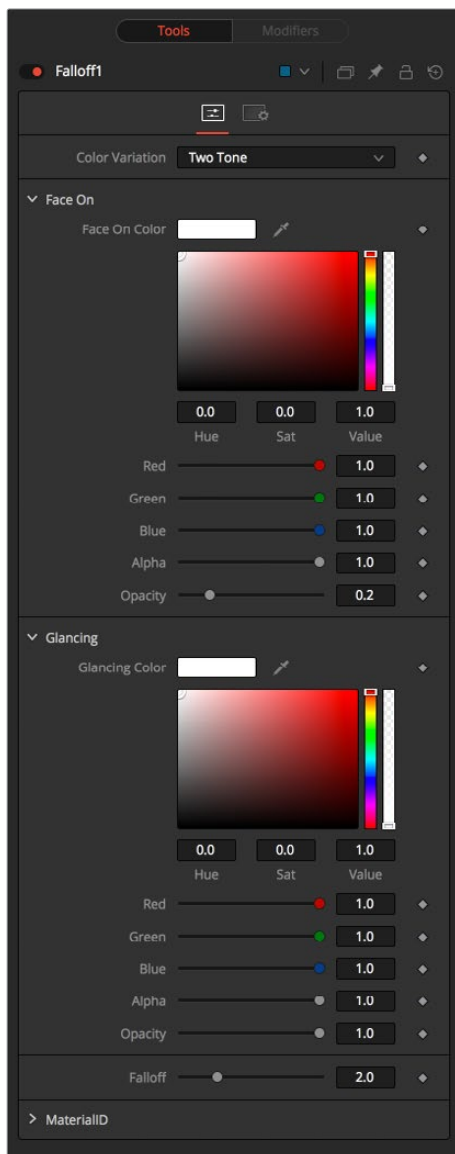 Tools Modifiers
Falloff1
Color Variation Two Tone
Face On
Face On Color
0.0 0.0 1.0
Hue Sat Value
Red 1.0
Green 1.0
Blue 1.0
Alpha 1.0
Opacity 0.2
Glancing
Glancing Color
0.0 0.0 1.0
Hue Sat Value
Red 1.0
Green 1.0
Blue 1.0
Alpha 1.0
Opacity 1.0
Falloff 2.0
MaterialID